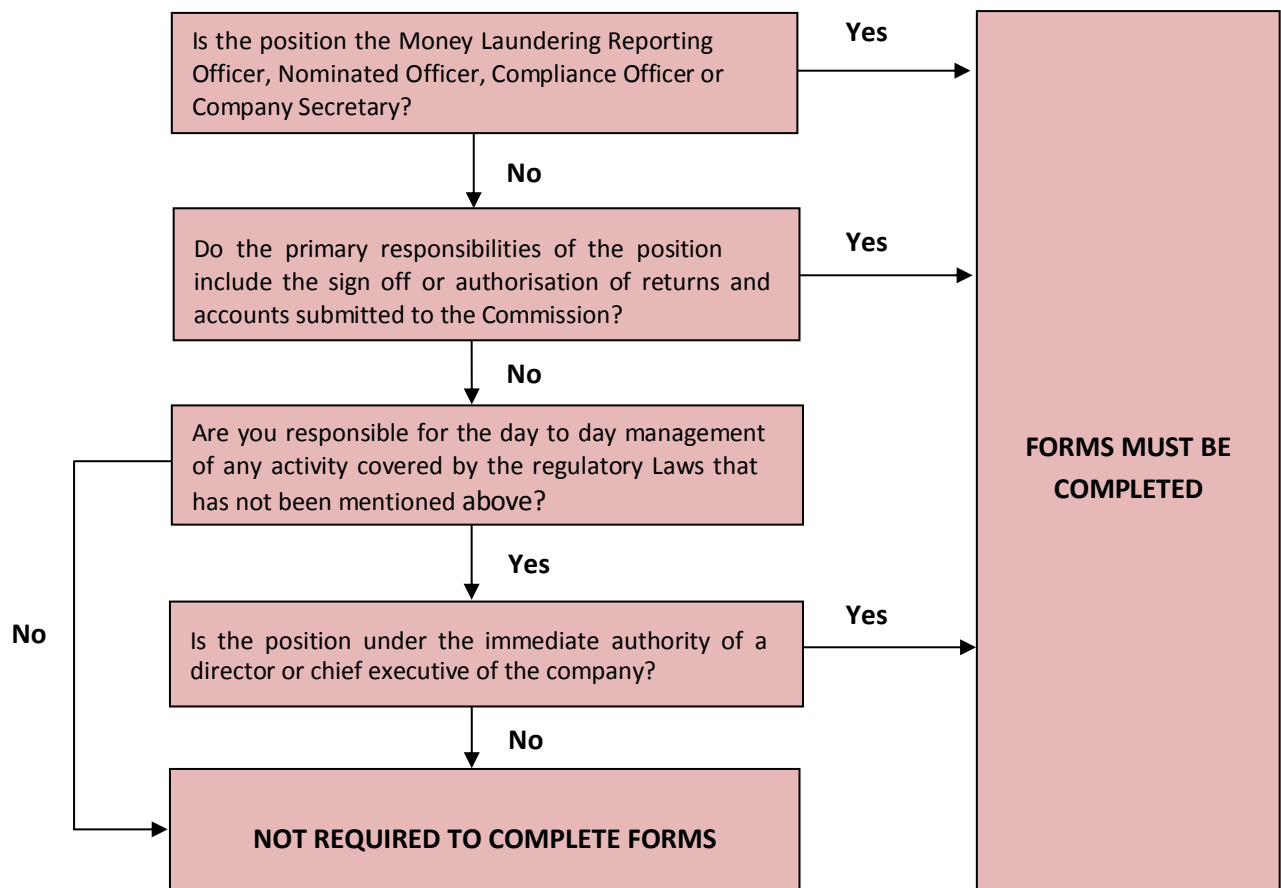 Is the position the Money Laundering Reporting
Officer, Nominated Officer, Compliance Officer or
Company Secretary?
Yes
No
Do the primary responsibilities of the position
include the sign off or authorisation of returns and
accounts submitted to the Commission?
Yes
No
Are you responsible for the day to day management
of any activity covered by the regulatory Laws that
has not been mentioned above?
Yes
No
Is the position under the immediate authority of a
director or chief executive of the company?
Yes
No
NOT REQUIRED TO COMPLETE FORMS
FORMS MUST BE
COMPLETED